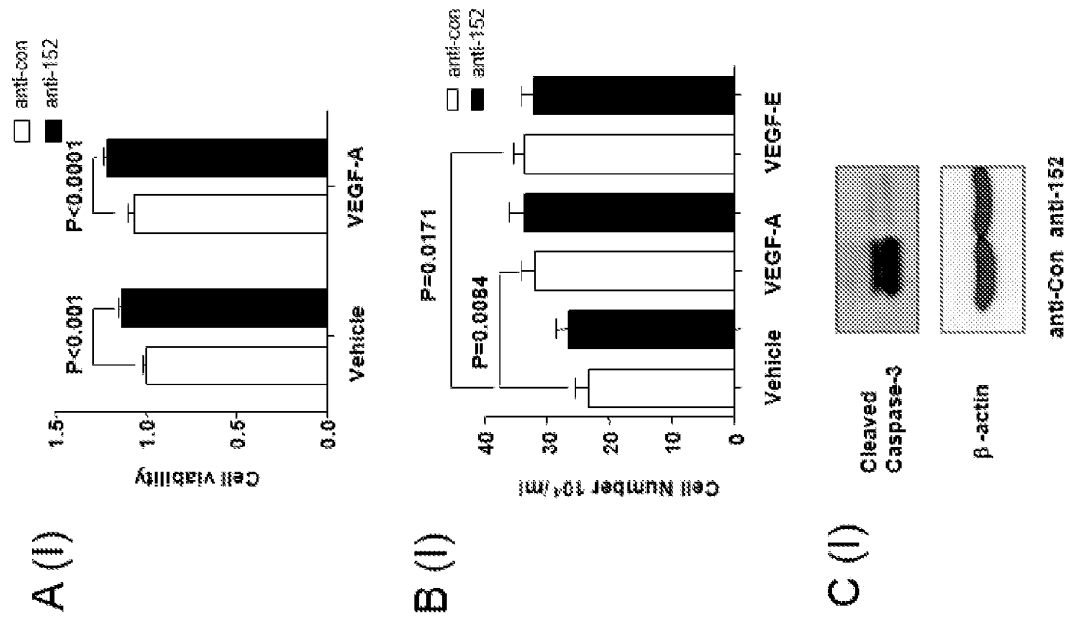 A (I)
anti-con
anti-152
P<0.001
P<0.0001
1.5
1.0
0.5
0.0
Cell viability
Vehicle
VEGF-A
B (I)
anti-con
anti-152
P=0.0171
P=0.0084
40
30
20
10
0
Cell Number 10⁴/ml
Vehicle
VEGF-A
VEGF-E
C (I)
Cleaved
Caspase-3
β-actin
anti-Con anti-152